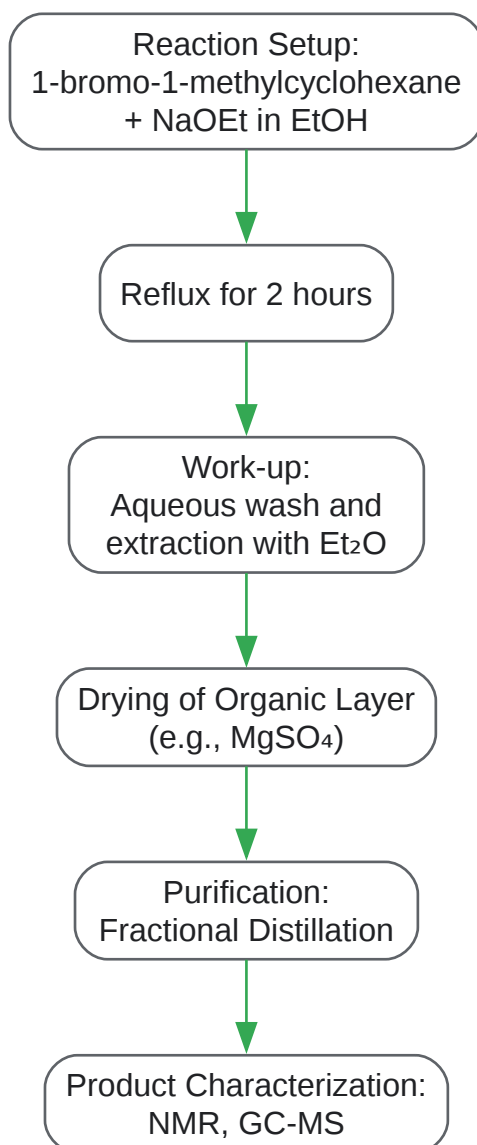 Reaction Setup:
1-bromo-1-methylcyclohexane
+ NaOEt in EtOH
Reflux for 2 hours
Work-up:
Aqueous wash and
extraction with Et₂O
Drying of Organic Layer
(e.g., MgSO₄)
Purification:
Fractional Distillation
Product Characterization:
NMR, GC-MS